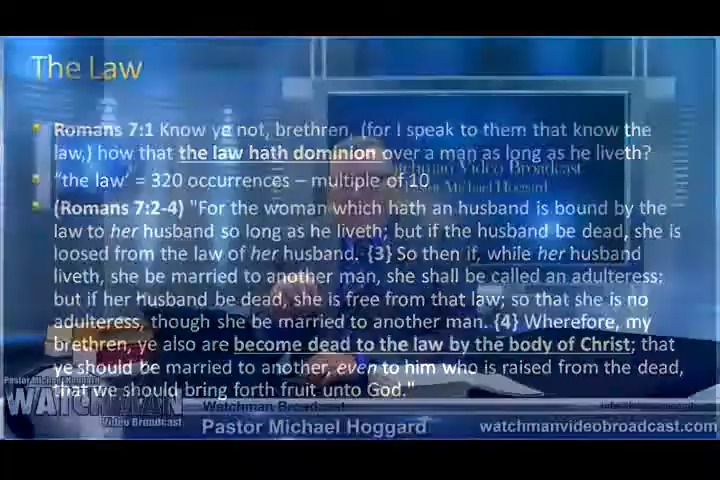 The Law
Romans 7:1 Know ye not, brethren, (for I speak to them that know the
law,) how that the law hath dominion over a man as long as he liveth?
"the law" = 320 occurrences – multiple of 10
(Romans 7:2-4) "For the woman which hath an husband is bound by the
law to her husband so long as he liveth; but if the husband be dead, she is
loosed from the law of her husband. {3} So then if, while her husband
liveth, she be married to another man, she shall be called an adulteress;
but if her husband be dead, she is free from that law; so that she is no
adulteress, though she be married to another man. {4} Wherefore, my
brethren, ye also are become dead to the law by the body of Christ; that
ye should be married to another, even to him who is raised from the dead,
that we should bring forth fruit unto God."
Watchman Video Broadcast
Michael Hoggard
Pastor Michael Hoggard
WATCHMAN
Video Broadcast
Watchman Broadcast
Pastor Michael Hoggard
watchmanvideobroadcast.com